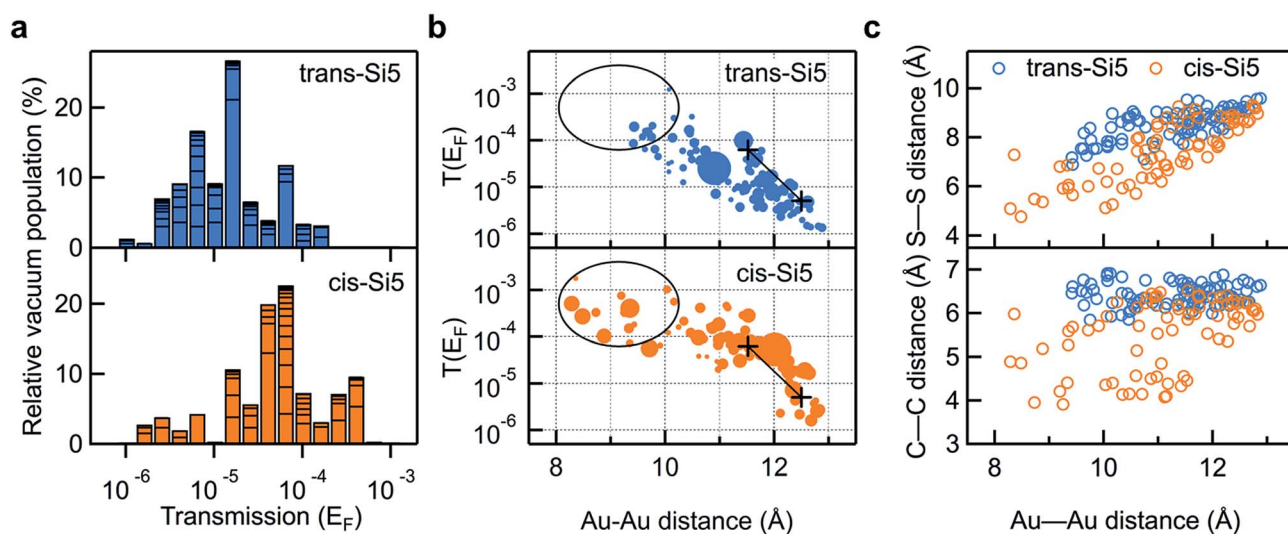 a
Relative vacuum population (%)
trans-Si5
20
10
0
cis-Si5
20
10
0
10-6
10-5
10-4
10-3
Transmission (EF)
b
T(EF)
trans-Si5
10-3
10-4
10-5
10-6
T(EF)
cis-Si5
10-3
10-4
10-5
10-6
8
10
12
Au-Au distance (Å)
c
S—S distance (Å)
trans-Si5
cis-Si5
10
8
6
4
C—C distance (Å)
7
6
5
4
3
8
10
12
Au—Au distance (Å)